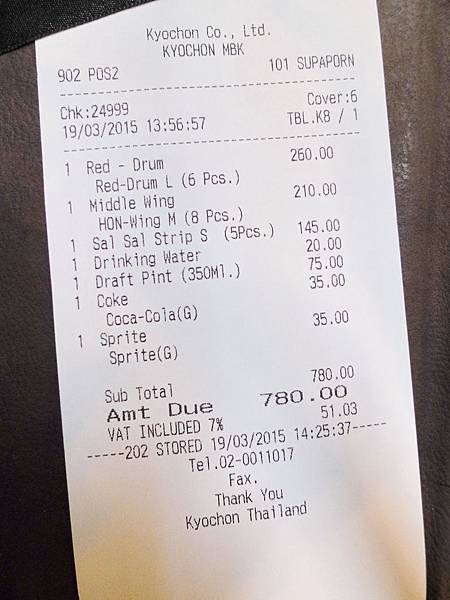 Kyochon Co., Ltd.
KYOCHON MBK
902 POS2 101 SUPAPORN
Chk:24999 Cover:6
19/03/2015 13:56:57 TBL.K8 / 1
1 Red - Drum 260.00
Red-Drum L (6 Pcs.)
1 Middle Wing 210.00
HON-Wing M (8 Pcs.)
1 Sal Sal Strip S (5Pcs.) 145.00
1 Drinking Water 20.00
1 Draft Pint (350Ml.) 75.00
1 Coke 35.00
Coca-Cola(G)
1 Sprite 35.00
Sprite(G)
Sub Total 780.00
Amt Due 780.00
VAT INCLUDED 7% 51.03
-----202 STORED 19/03/2015 14:25:37-----
Tel.02-0011017
Fax.
Thank You
Kyochon Thailand